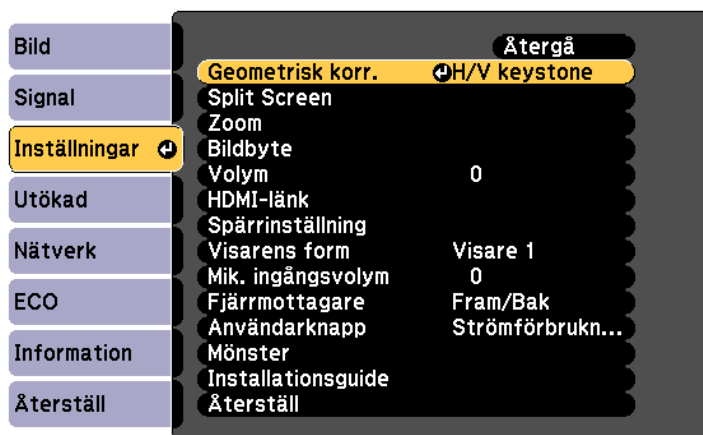 Bild
Signal
Inställningar
Utökad
Nätverk
ECO
Information
Återställ
Återgå
Geometrisk korr. H/V keystone
Split Screen
Zoom
Bildbyte
Volym 0
HDMI-länk
Spärrinställning
Visarens form Visare 1
Mik. ingångsvolym 0
Fjärrmottagare Fram/Bak
Användarknapp Strömförbrukn...
Mönster
Installationsguide
Återställ